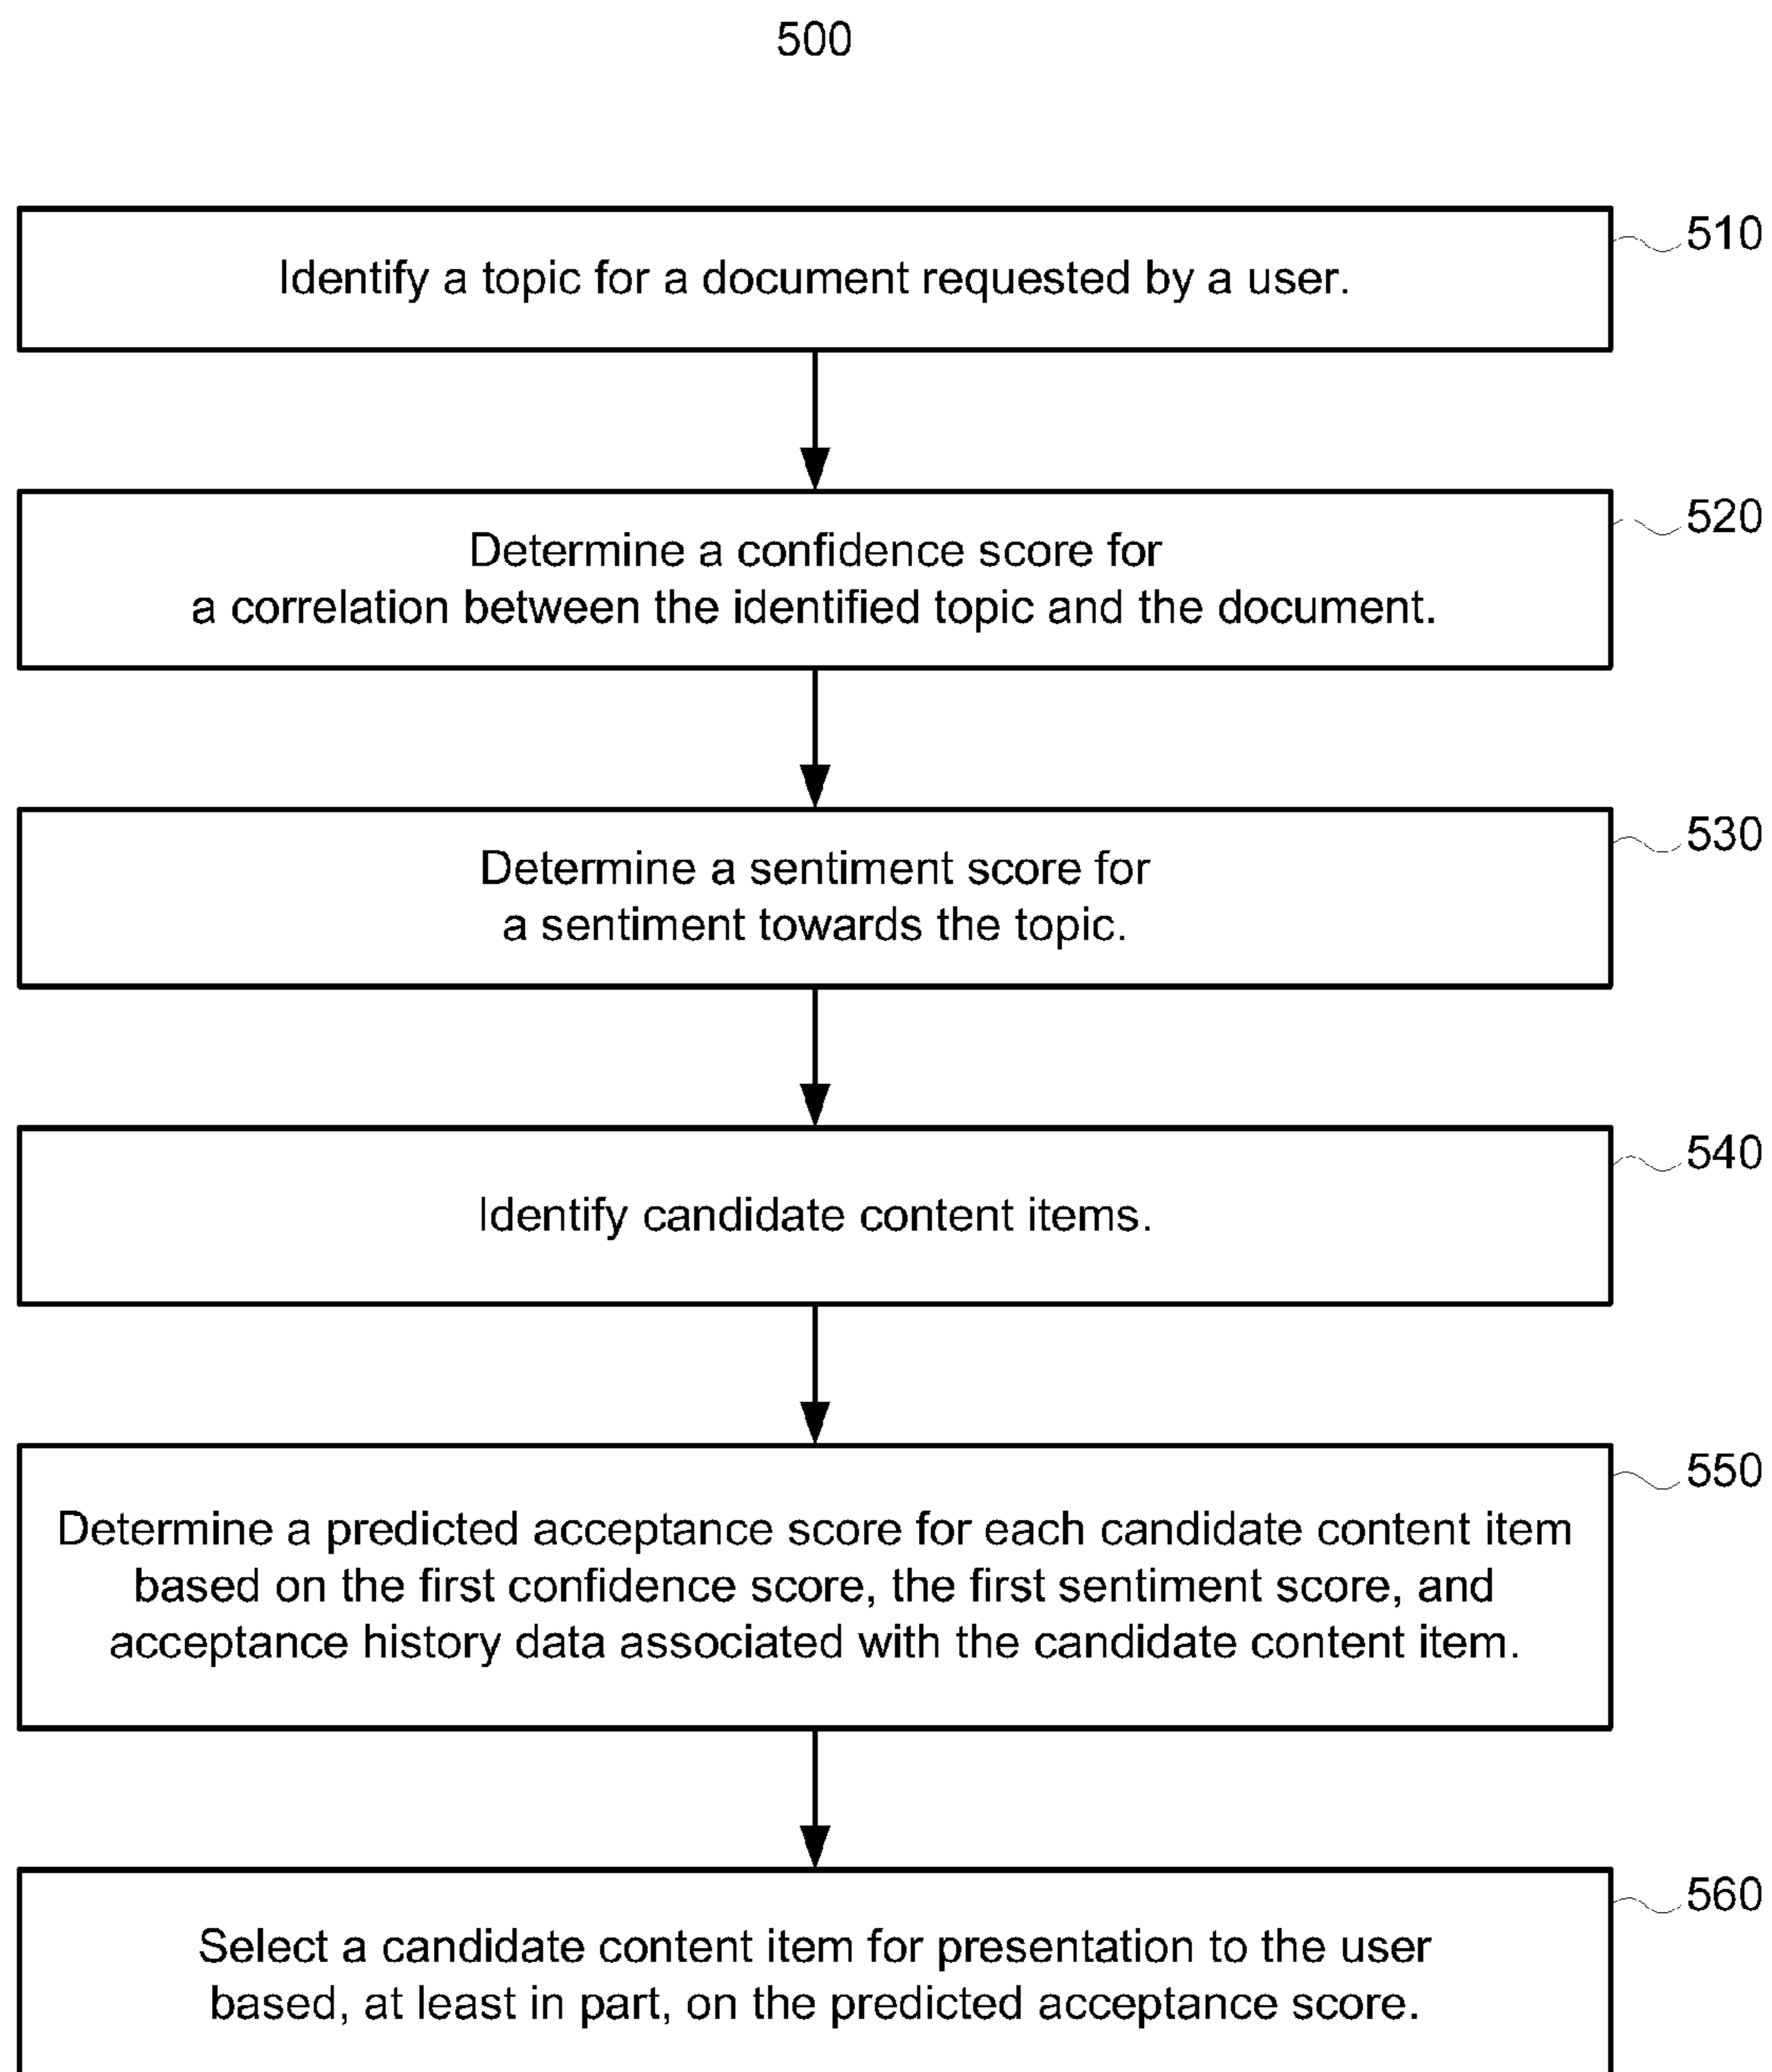 500
Identify a topic for a document requested by a user.
510
Determine a confidence score for
a correlation between the identified topic and the document.
520
Determine a sentiment score for
a sentiment towards the topic.
530
Identify candidate content items.
540
Determine a predicted acceptance score for each candidate content item
based on the first confidence score, the first sentiment score, and
acceptance history data associated with the candidate content item.
550
Select a candidate content item for presentation to the user
based, at least in part, on the predicted acceptance score.
560